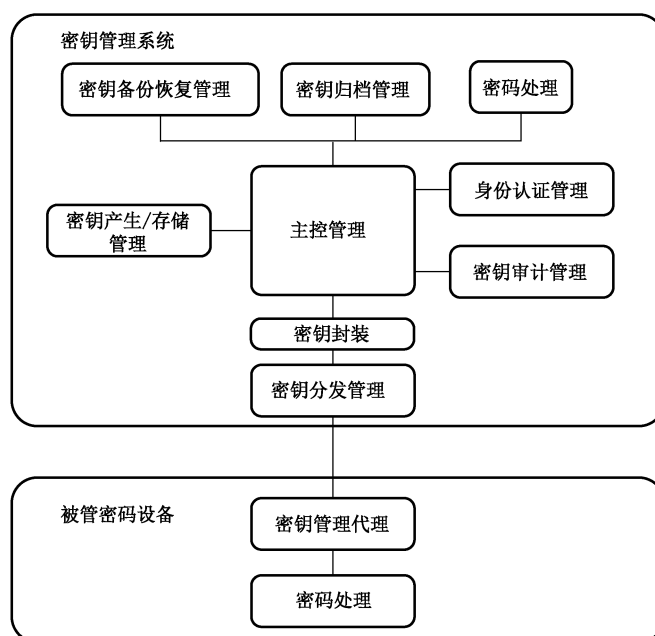 密钥管理系统
密钥备份恢复管理
密钥归档管理
密码处理
身份认证管理
密钥产生/存储
管理
主控管理
密钥审计管理
密钥封装
密钥分发管理
被管密码设备
密钥管理代理
密码处理